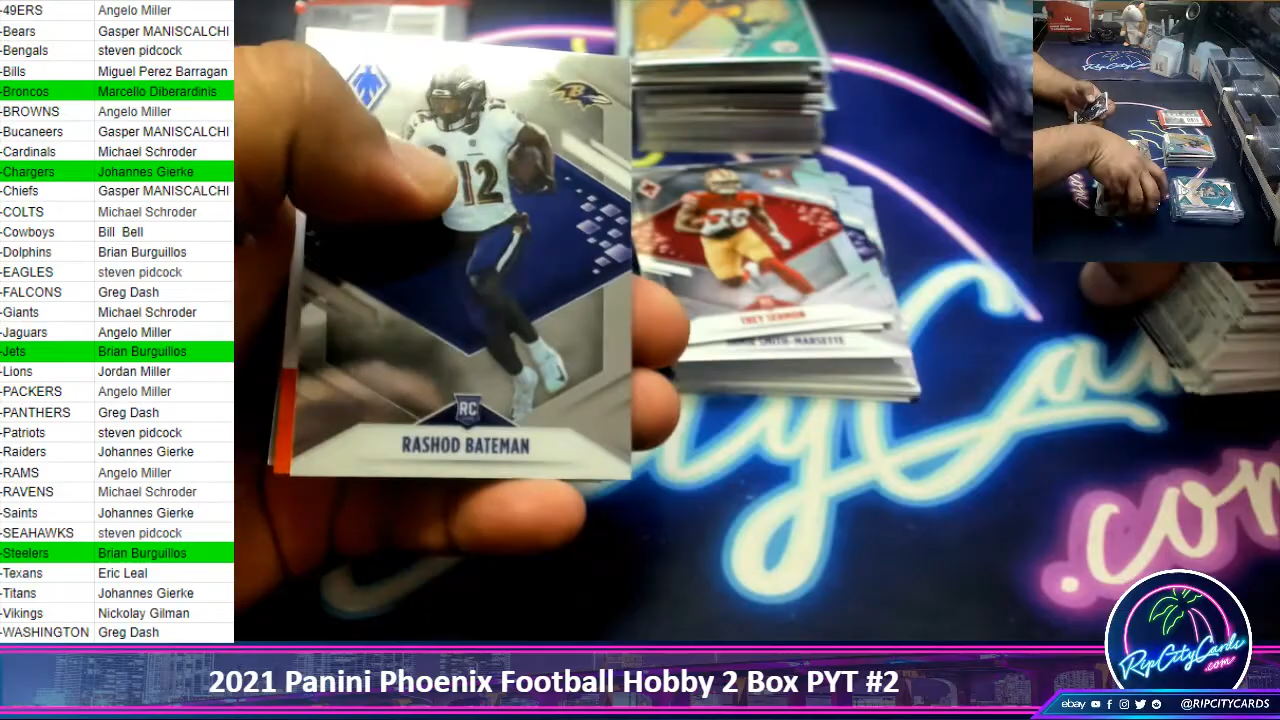 -49ERS Angelo Miller
-Bears Gasper MANISCALCHI
-Bengals steven pidcock
-Bills Miguel Perez Barragan
-Broncos Marcello Diberardinis
-BROWNS Angelo Miller
-Bucaneers Gasper MANISCALCHI
-Cardinals Michael Schroder
-Chargers Johannes Gierke
-Chiefs Gasper MANISCALCHI
-COLTS Michael Schroder
-Cowboys Bill Bell
-Dolphins Brian Burguillos
-EAGLES steven pidcock
-FALCONS Greg Dash
-Giants Michael Schroder
-Jaguars Angelo Miller
-Jets Brian Burguillos
-Lions Jordan Miller
-PACKERS Angelo Miller
-PANTHERS Greg Dash
-Patriots steven pidcock
-Raiders Johannes Gierke
-RAMS Angelo Miller
-RAVENS Michael Schroder
-Saints Johannes Gierke
-SEAHAWKS steven pidcock
-Steelers Brian Burguillos
-Texans Eric Leal
-Titans Johannes Gierke
-Vikings Nickolay Gilman
-WASHINGTON Greg Dash
B
12
RC
RASHOD BATEMAN
28
TREY SERMON
SMITH-MARSETTE
ityCa
.con
RipCityCards
.com
2021 Panini Phoenix Football Hobby 2 Box PYT #2
ebay @RIPCITYCARDS